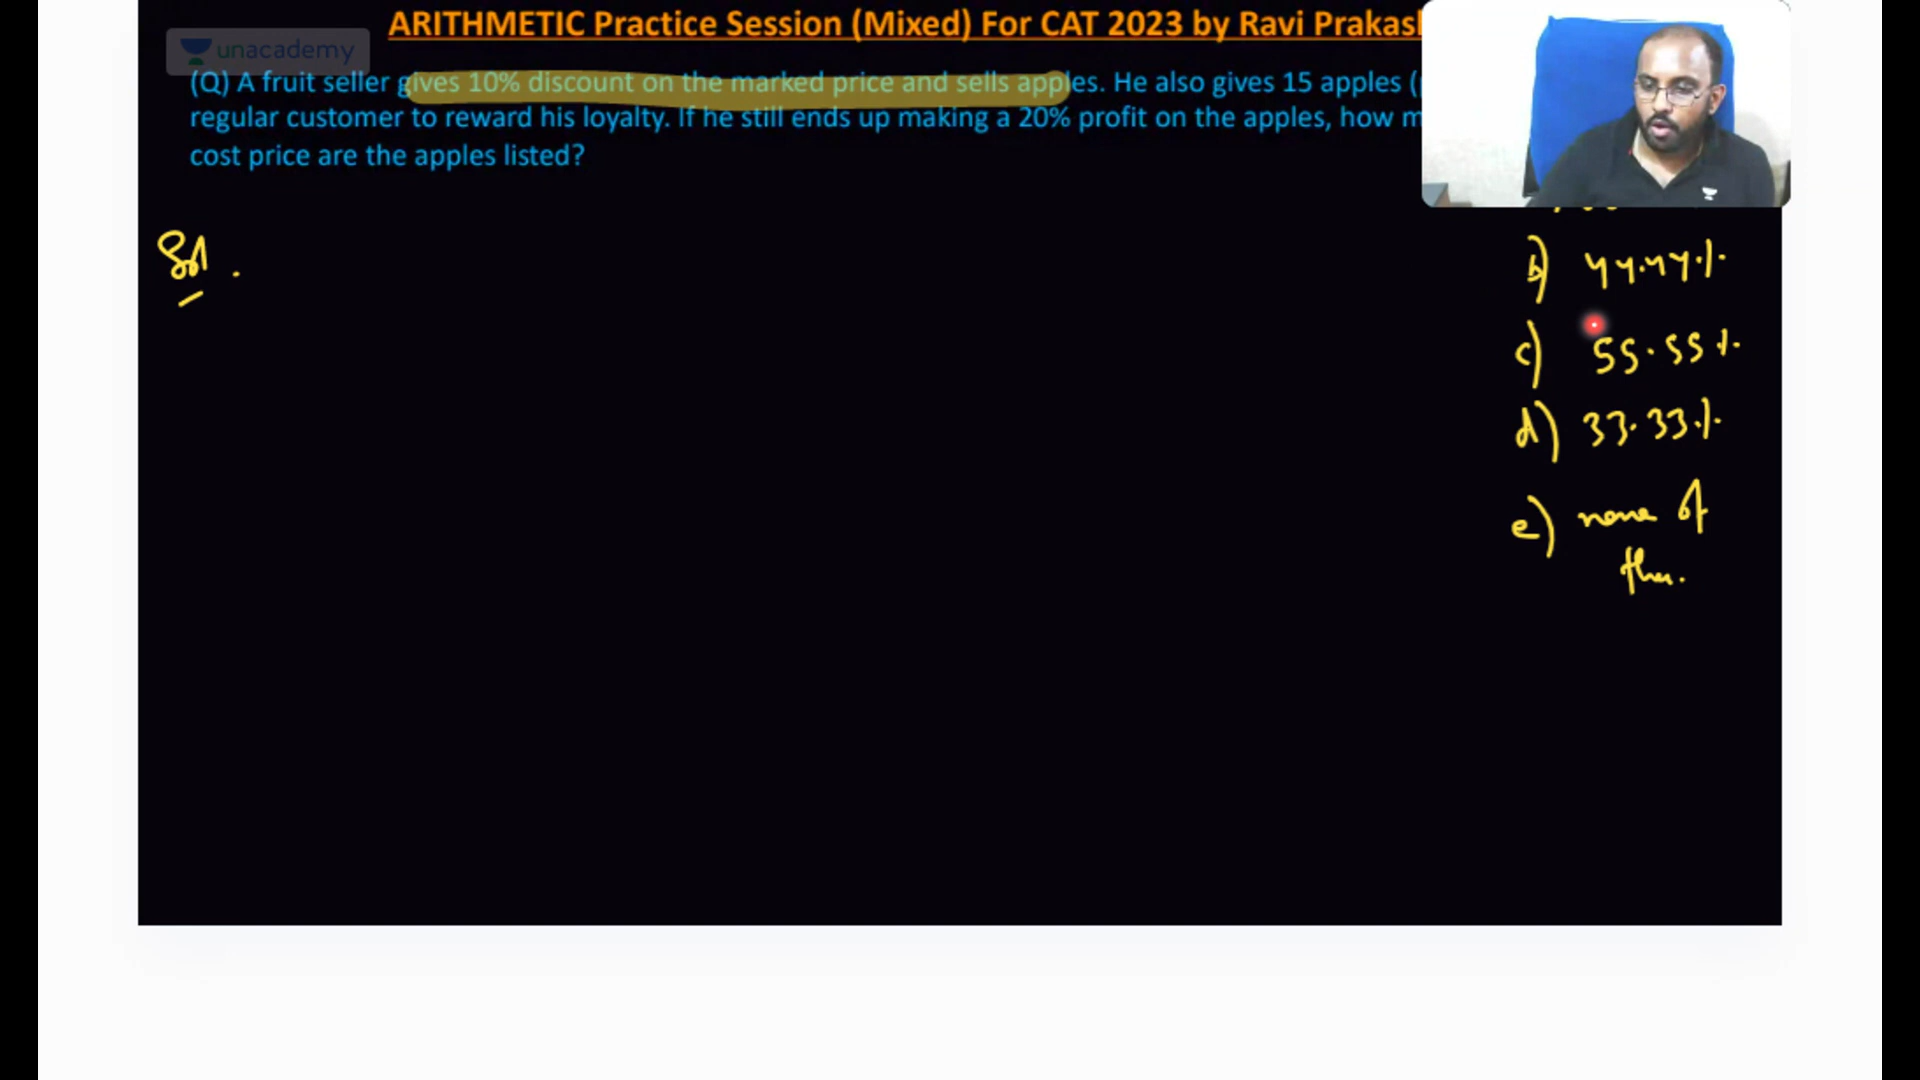 ARITHMETIC Practice Session (Mixed) For CAT 2023 by Ravi Prakash
unacademy
(Q) A fruit seller gives 10% discount on the marked price and sells apples. He also gives 15 apples (
regular customer to reward his loyalty. If he still ends up making a 20% profit on the apples, how m
cost price are the apples listed?
Sol.
b) 44.44%
c) 55.55%
d) 33.33%
e) none of